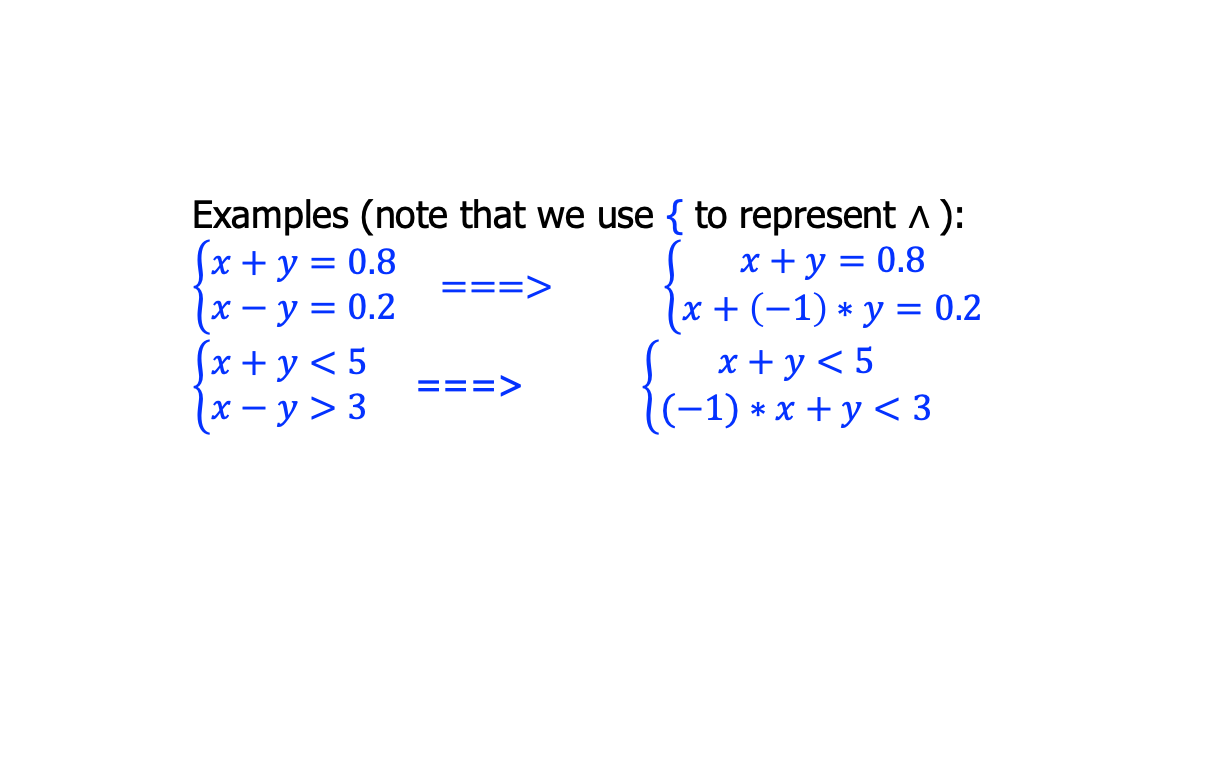 Examples (note that we use { to represent ∧ ):
{x + y = 0.8 ===> {x + y = 0.8
x − y = 0.2 x + (−1) ∗ y = 0.2
{x + y < 5 ===> {x + y < 5
x − y > 3 (−1) ∗ x + y < 3